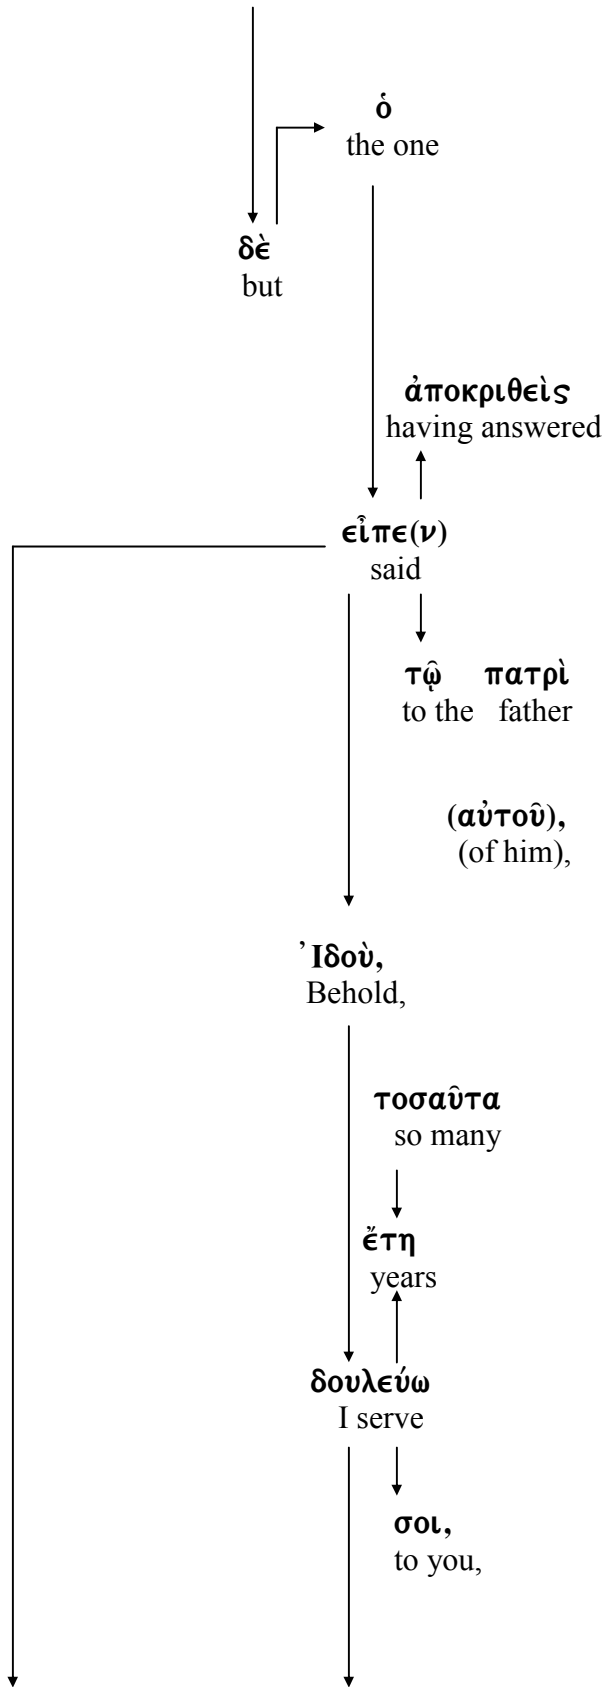 ὁ
the one
δὲ
but
ἀποκριθεὶς
having answered
εἶπε(ν)
said
τῷ πατρὶ
to the father
(αὐτοῦ),
(of him),
Ἰδοὺ,
Behold,
τοσαῦτα
so many
ἔτη
years
δουλεύω
I serve
σοι,
to you,